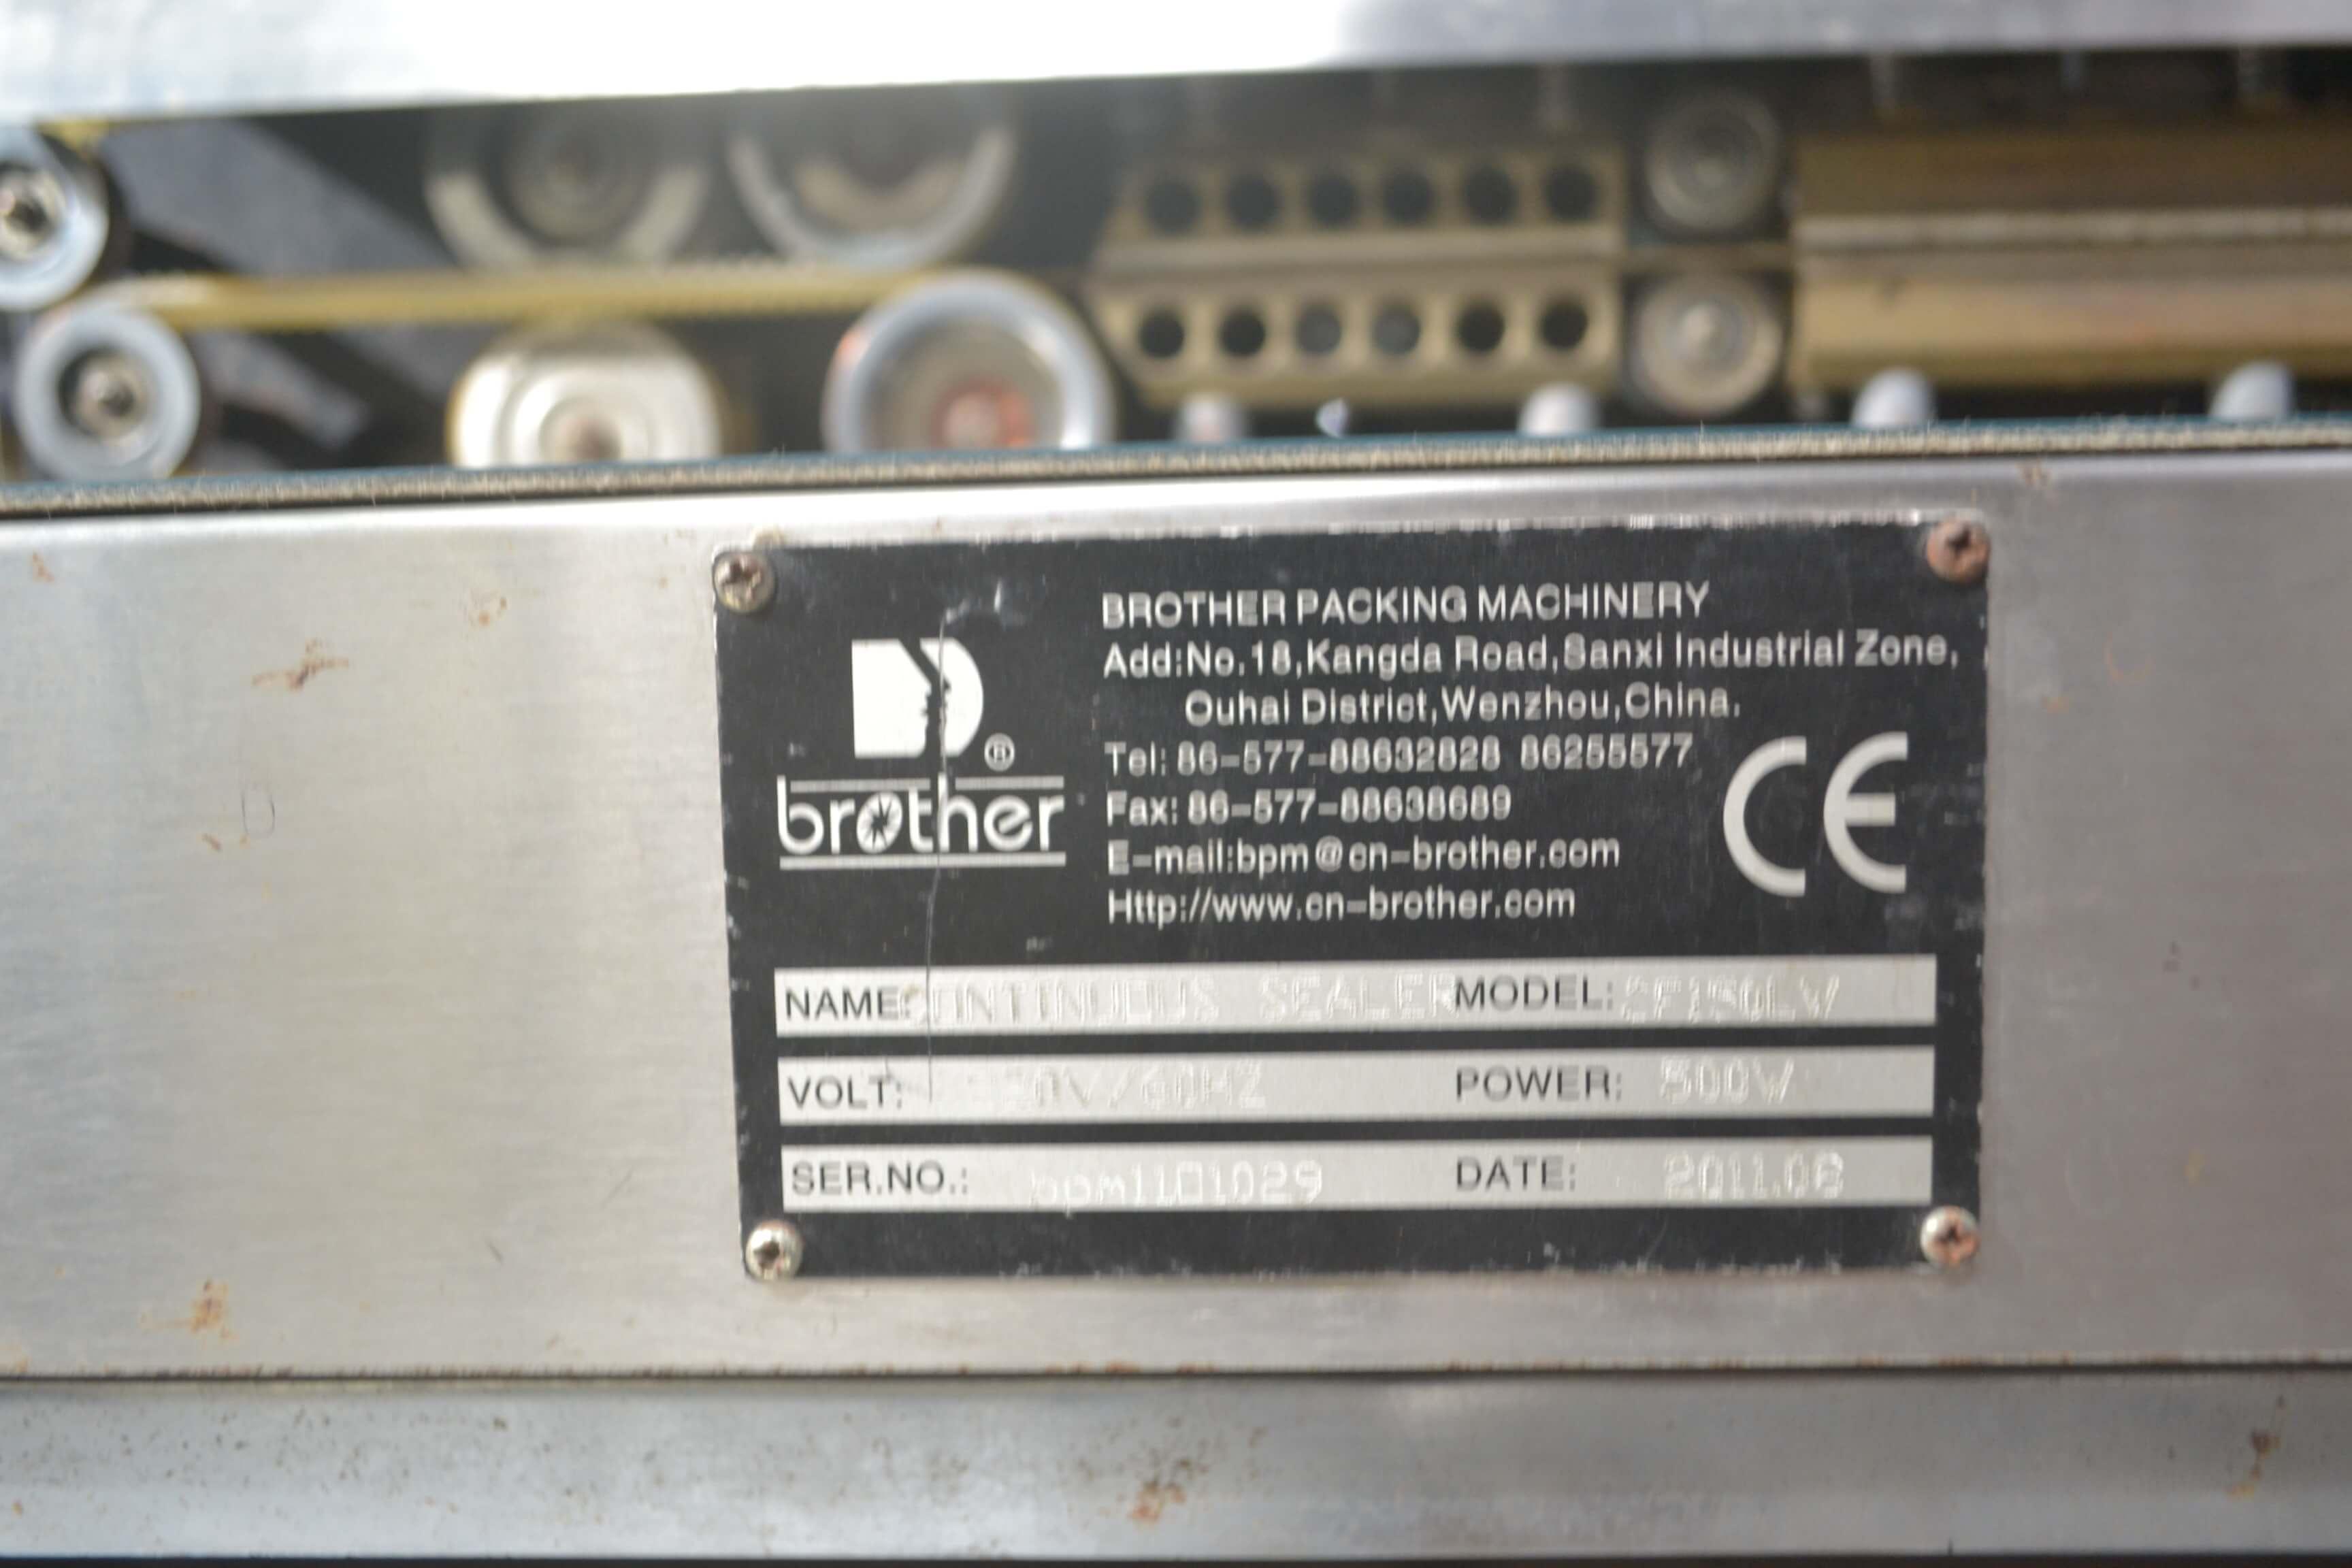 brother
®
BROTHER PACKING MACHINERY
Add:No.18,Kangda Road,Sanxi Industrial Zone,
Ouhai District,Wenzhou,China.
Tel: 86-577-88632828 86255577
Fax: 86-577-88638689
E-mail:bpm@cn-brother.com
Http://www.cn-brother.com
CE
NAME: CONTINUOUS SEALER MODEL:
VOLT: POWER: 500W
SER.NO.: bpm1101029 DATE: 2011.06